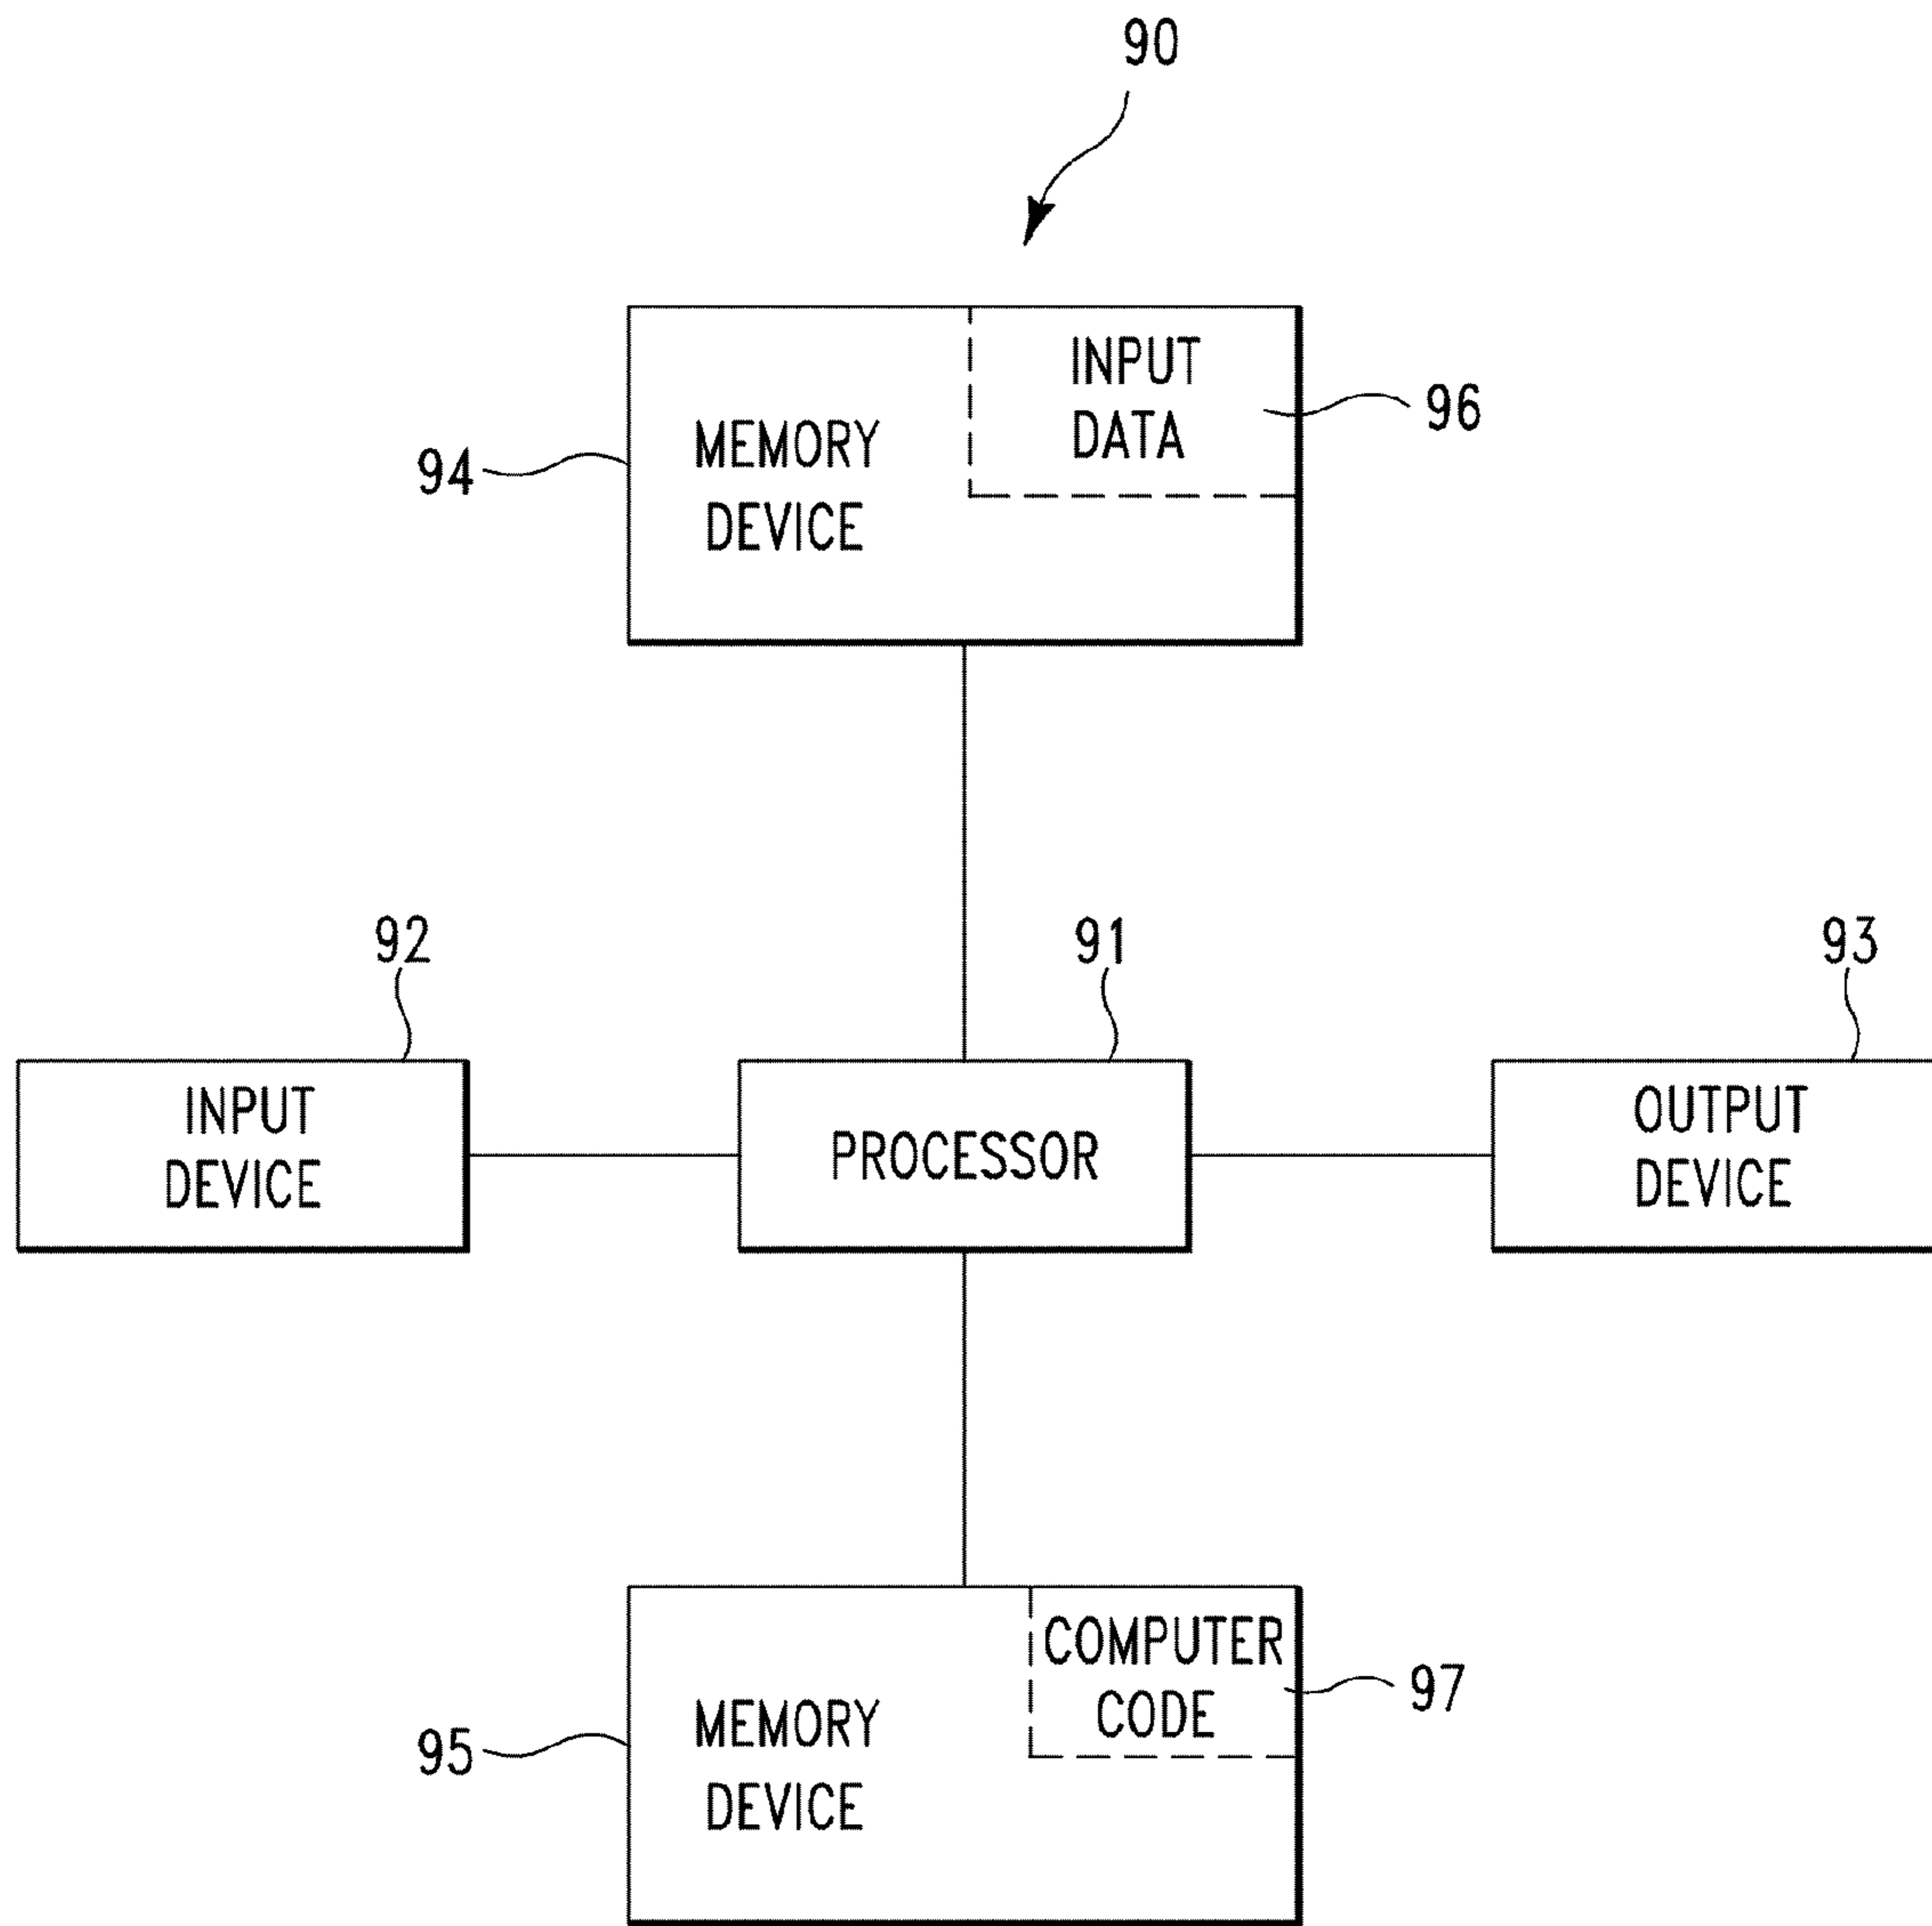 90
INPUT
DATA
96
94
MEMORY
DEVICE
92
91
93
INPUT
DEVICE
PROCESSOR
OUTPUT
DEVICE
COMPUTER
CODE
97
95
MEMORY
DEVICE